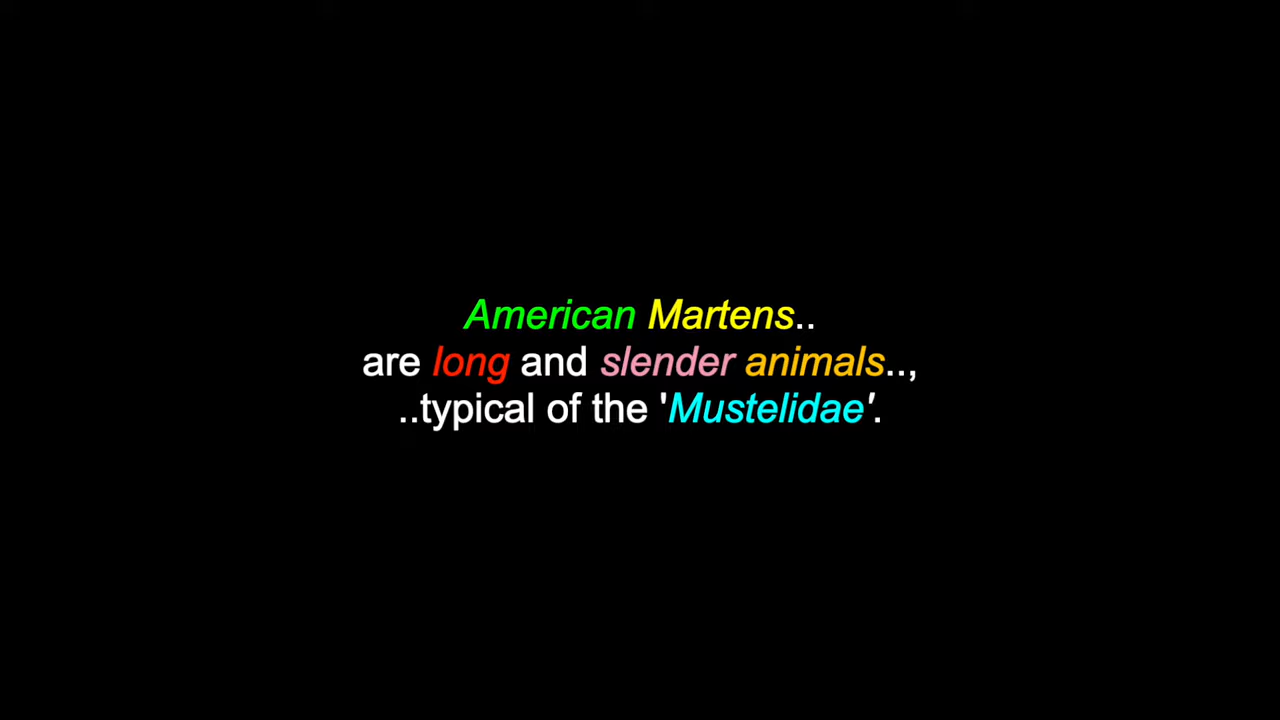 American Martens..
are long and slender animals..,
..typical of the 'Mustelidae'.